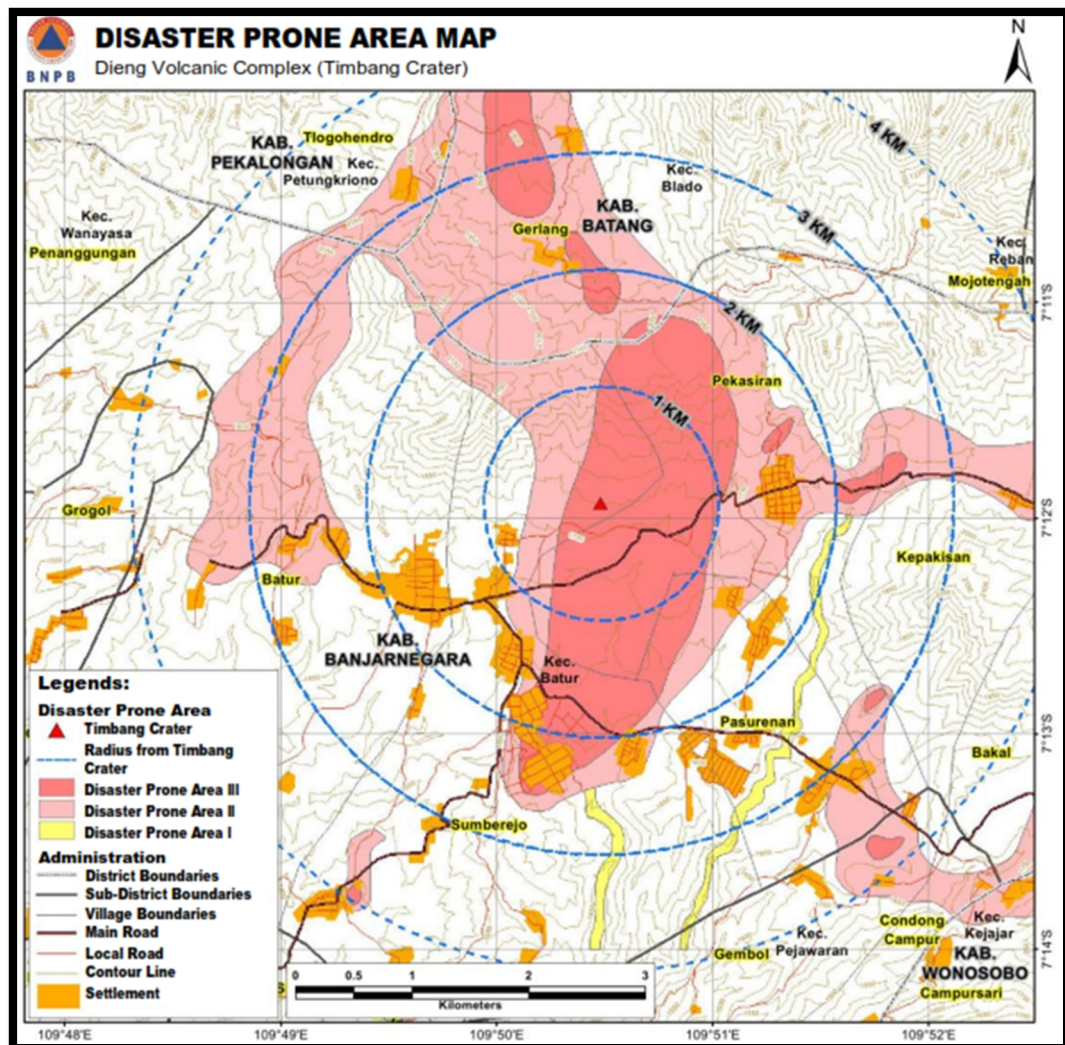 BNPB
DISASTER PRONE AREA MAP
Dieng Volcanic Complex (Timbang Crater)
N
4 KM
KAB.
PEKALONGAN
Tlogohendro
Kec.
Petungkriono
Kec.
Blado
Kec.
Wanayasa
Penanggungan
KAB.
BATANG
Gerlang
3 KM
Kec.
Reban
Mojotengah
7°11'S
2 KM
Pekasiran
1 KM
Grogol
7°12'S
Kepakisan
Batur
KAB.
BANJARNEGARA
Kec.
Batur
Pasurenan
7°13'S
Bakal
Sumberejo
Condong
Campur
Kec.
Kejajar
Kec.
Pejawaran
Gembol
KAB.
WONOSOBO
Campursari
7°14'S
Legends:
Disaster Prone Area
Timbang Crater
Radius from Timbang
Crater
Disaster Prone Area III
Disaster Prone Area II
Disaster Prone Area I
Administration
District Boundaries
Sub-District Boundaries
Village Boundaries
Main Road
Local Road
Contour Line
Settlement
0 0.5 1 2 3
Kilometers
109°48'E 109°49'E 109°50'E 109°51'E 109°52'E